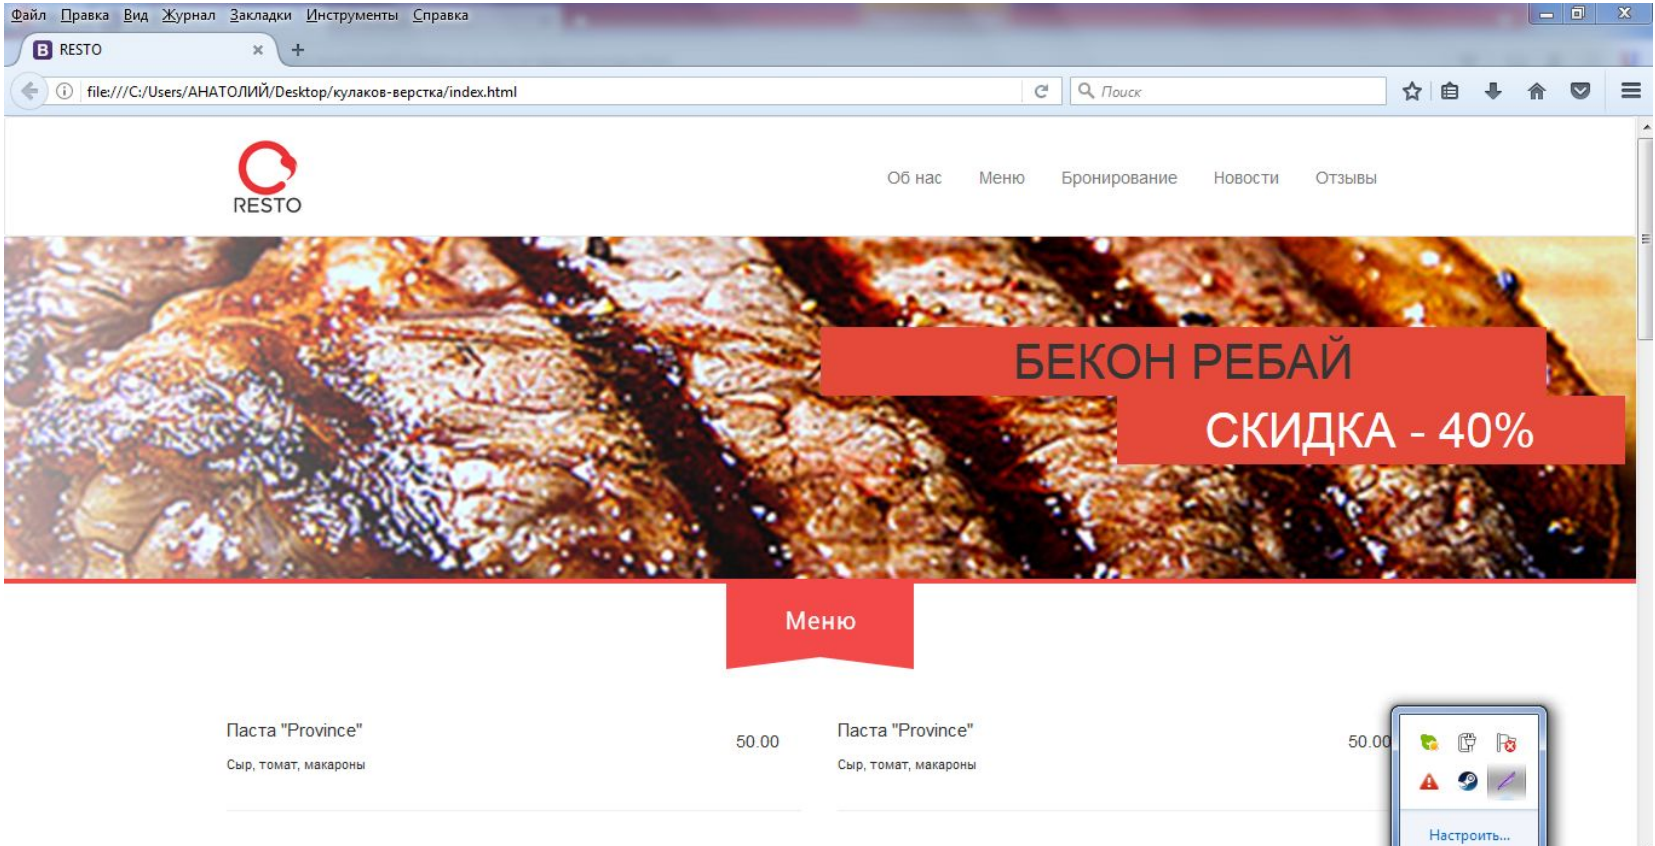 Файл Правка Вид Журнал Закладки Инструменты Справка
B RESTO × +
file:///C:/Users/АНАТОЛИЙ/Desktop/кулаков-верстка/index.html
Поиск
RESTO
Об нас Меню Бронирование Новости Отзывы
БЕКОН РЕБАЙ
СКИДКА - 40%
Меню
Паста "Province"
50.00
Сыр, томат, макароны
Паста "Province"
50.00
Сыр, томат, макароны
Настроить...